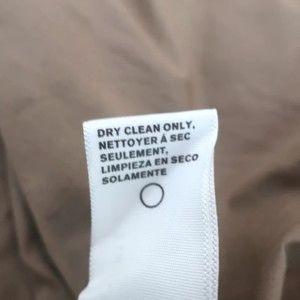 DRY CLEAN ONLY,
NETTOYER À SEC
SEULEMENT,
LIMPIEZA EN SECO
SOLAMENTE